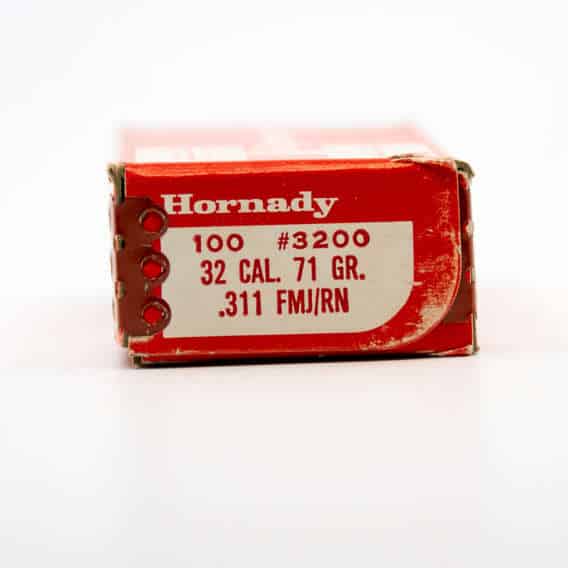 Hornady
100 #3200
32 CAL. 71 GR.
.311 FMJ/RN